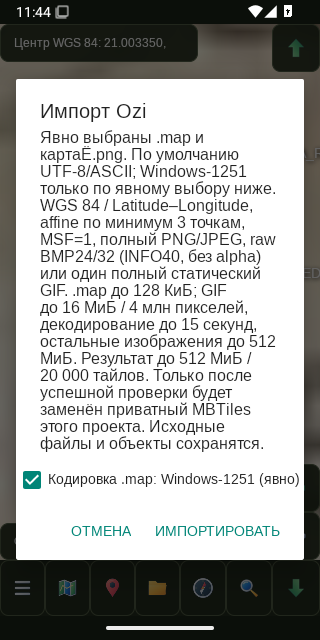 11:44
Центр WGS 84: 21.003350,
Импорт Ozi
Явно выбраны .map и
картаЁ.png. По умолчанию
UTF-8/ASCII; Windows-1251
только по явному выбору ниже.
WGS 84 / Latitude–Longitude,
affine по минимум 3 точкам,
MSF=1, полный PNG/JPEG, raw
BMP24/32 (INFO40, без alpha)
или один полный статический
GIF. .map до 128 КиБ; GIF
до 16 МиБ / 4 млн пикселей,
декодирование до 15 секунд,
остальные изображения до 512
МиБ. Результат до 512 МиБ /
20 000 тайлов. Только после
успешной проверки будет
заменён приватный MBTiles
этого проекта. Исходные
файлы и объекты сохранятся.
Кодировка .map: Windows-1251 (явно)
ОТМЕНА ИМПОРТИРОВАТЬ